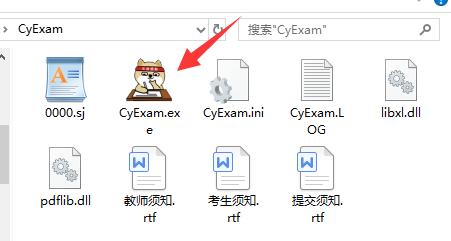 CyExam
搜索"CyExam"
0000.sj
CyExam.ex
e
CyExam.ini
CyExam.LOG
libxl.dll
pdflib.dll
教师须知.
rtf
考生须知.
rtf
提交须知.
rtf